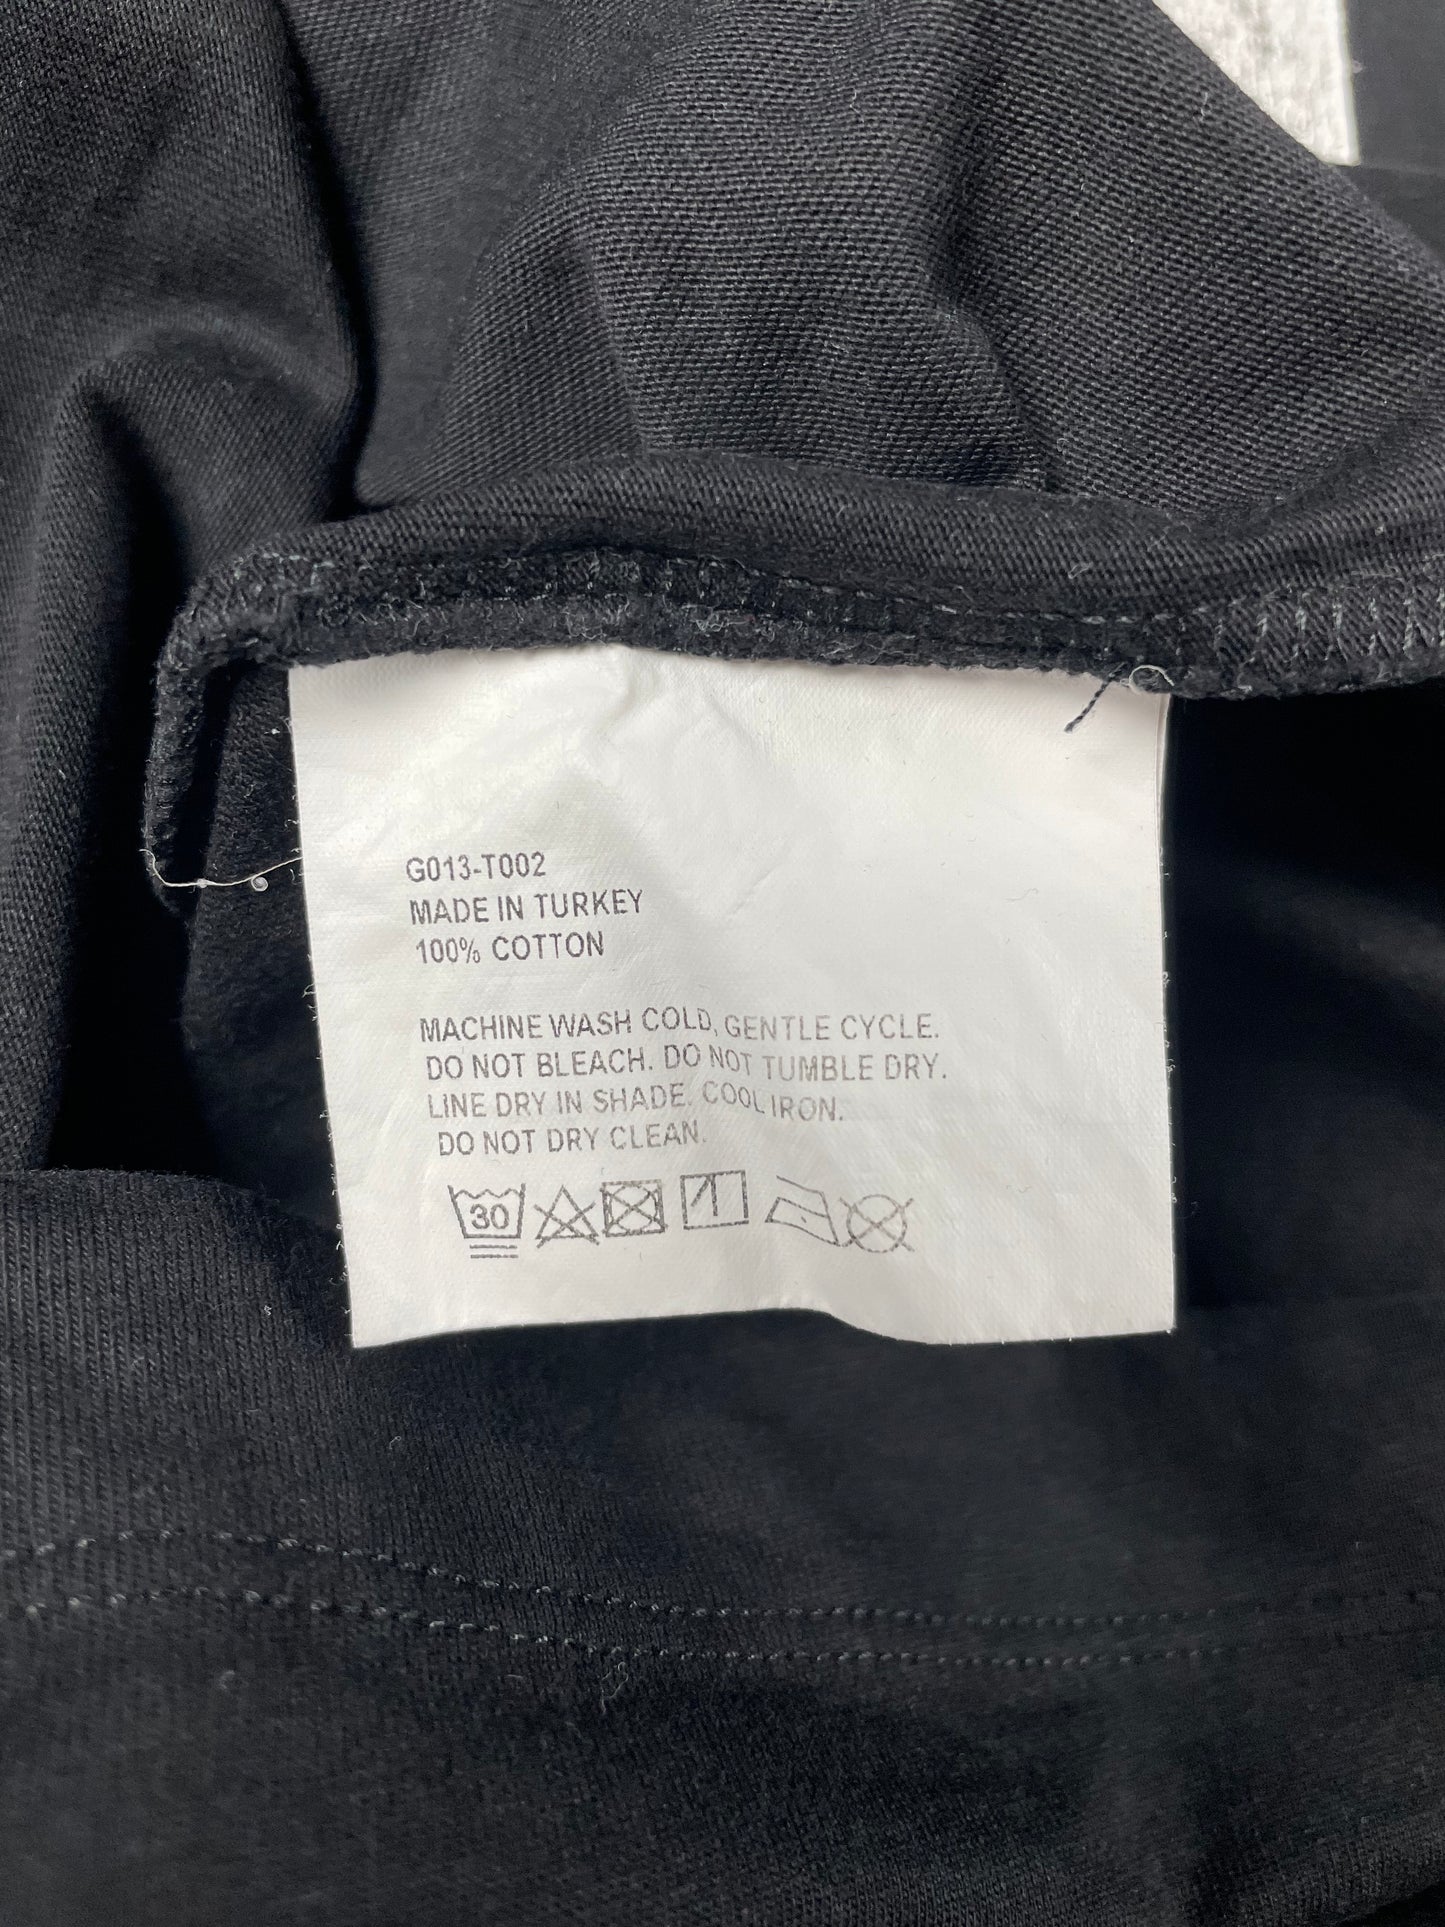 G013-T002
MADE IN TURKEY
100% COTTON
MACHINE WASH COLD, GENTLE CYCLE.
DO NOT BLEACH. DO NOT TUMBLE DRY.
LINE DRY IN SHADE. COOL IRON.
DO NOT DRY CLEAN.
30